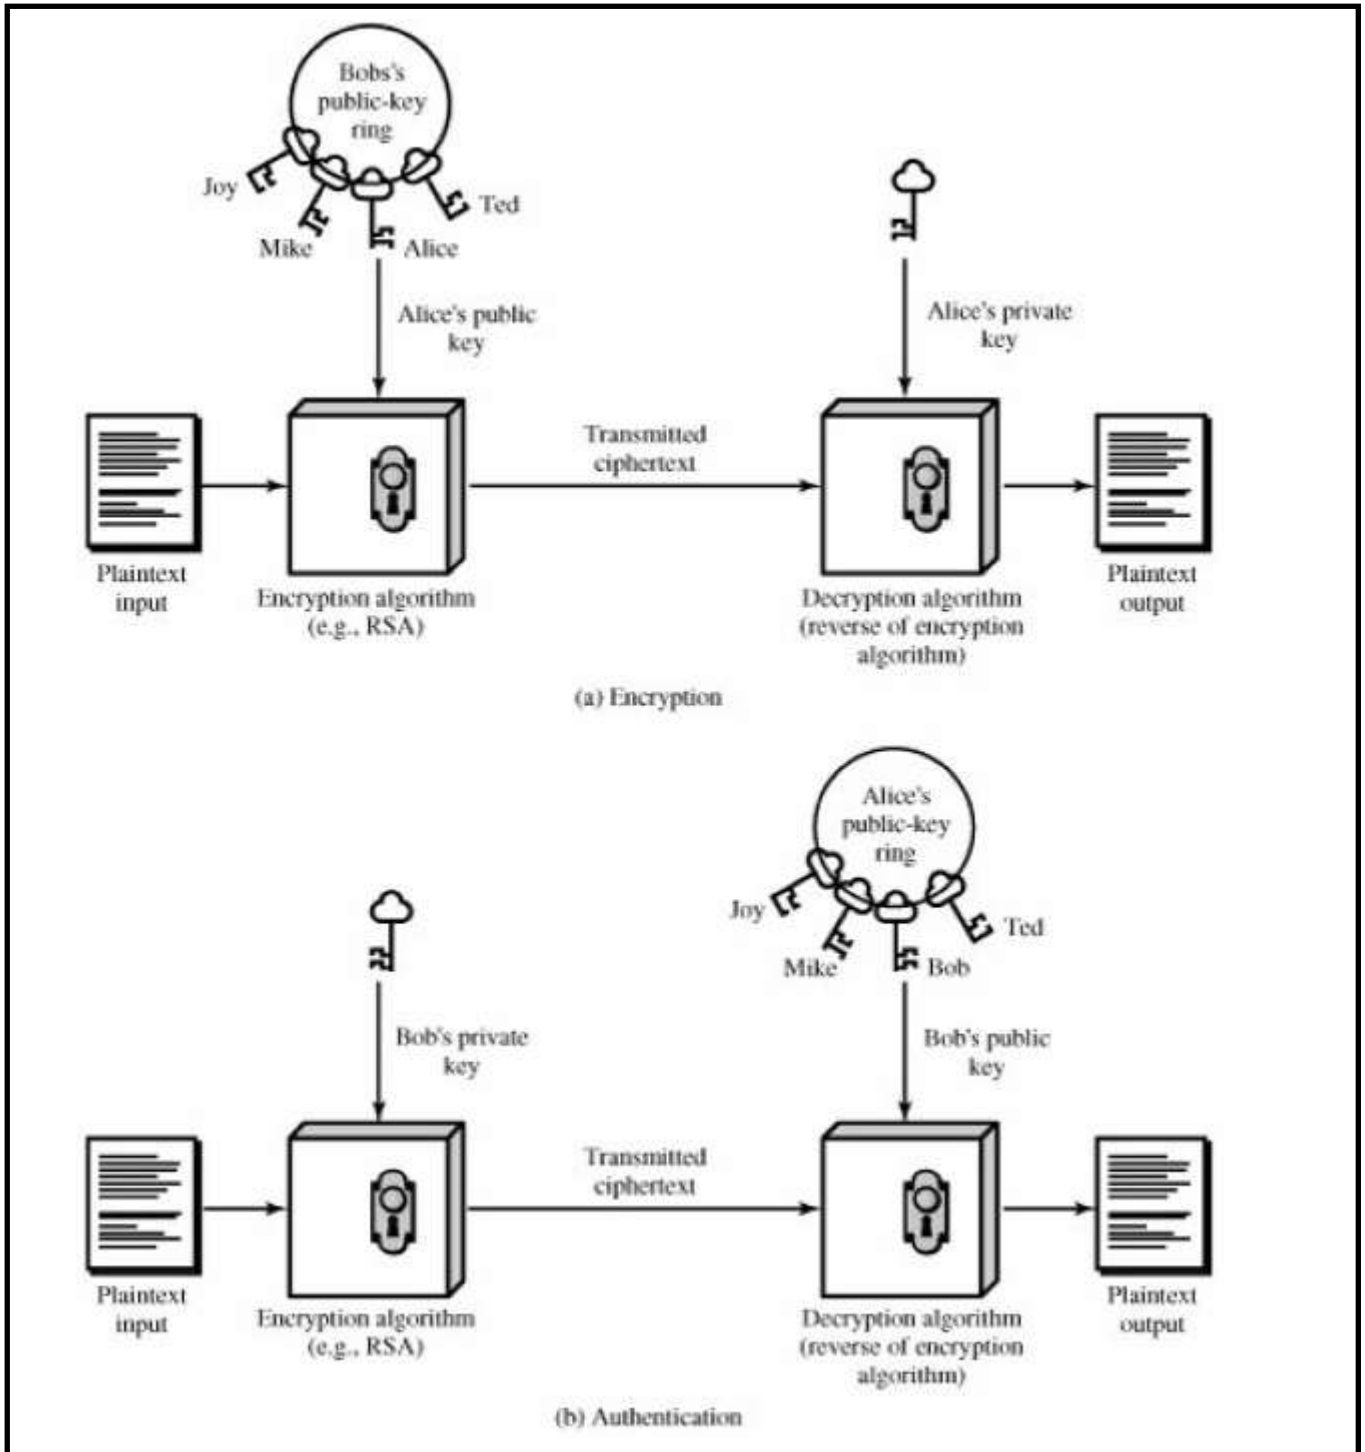 Bobs's
public-key
ring
Joy
Mike
Alice
Ted
Alice's public
key
Alice's private
key
Transmitted
ciphertext
Plaintext
input
Encryption algorithm
(e.g., RSA)
Decryption algorithm
(reverse of encryption
algorithm)
Plaintext
output
(a) Encryption
Alice's
public-key
ring
Joy
Mike
Bob
Ted
Bob's private
key
Bob's public
key
Transmitted
ciphertext
Plaintext
input
Encryption algorithm
(e.g., RSA)
Decryption algorithm
(reverse of encryption
algorithm)
Plaintext
output
(b) Authentication